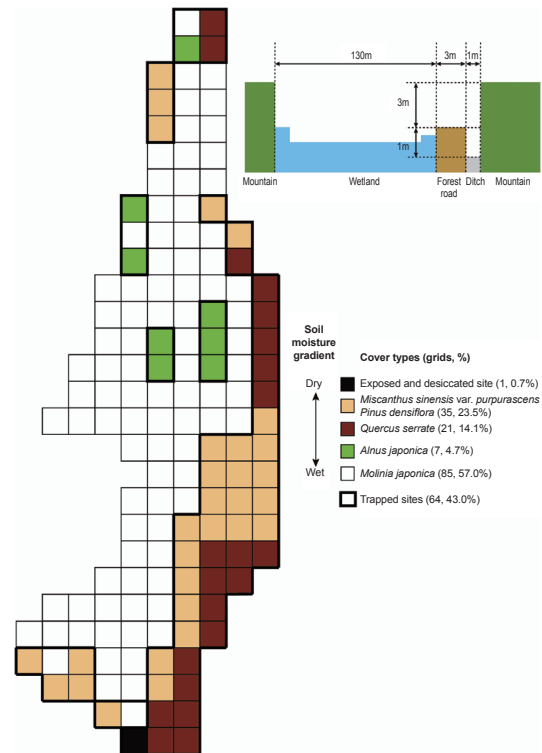 130m
3m
1m
3m
1m
Mountain
Wetland
Forest
road
Ditch
Mountain
Soil
moisture
gradient
Dry
Wet
Cover types (grids, %)
Exposed and desiccated site (1, 0.7%)
Miscanthus sinensis var. purpurascens
Pinus densiflora (35, 23.5%)
Quercus serrate (21, 14.1%)
Alnus japonica (7, 4.7%)
Molinia japonica (85, 57.0%)
Trapped sites (64, 43.0%)